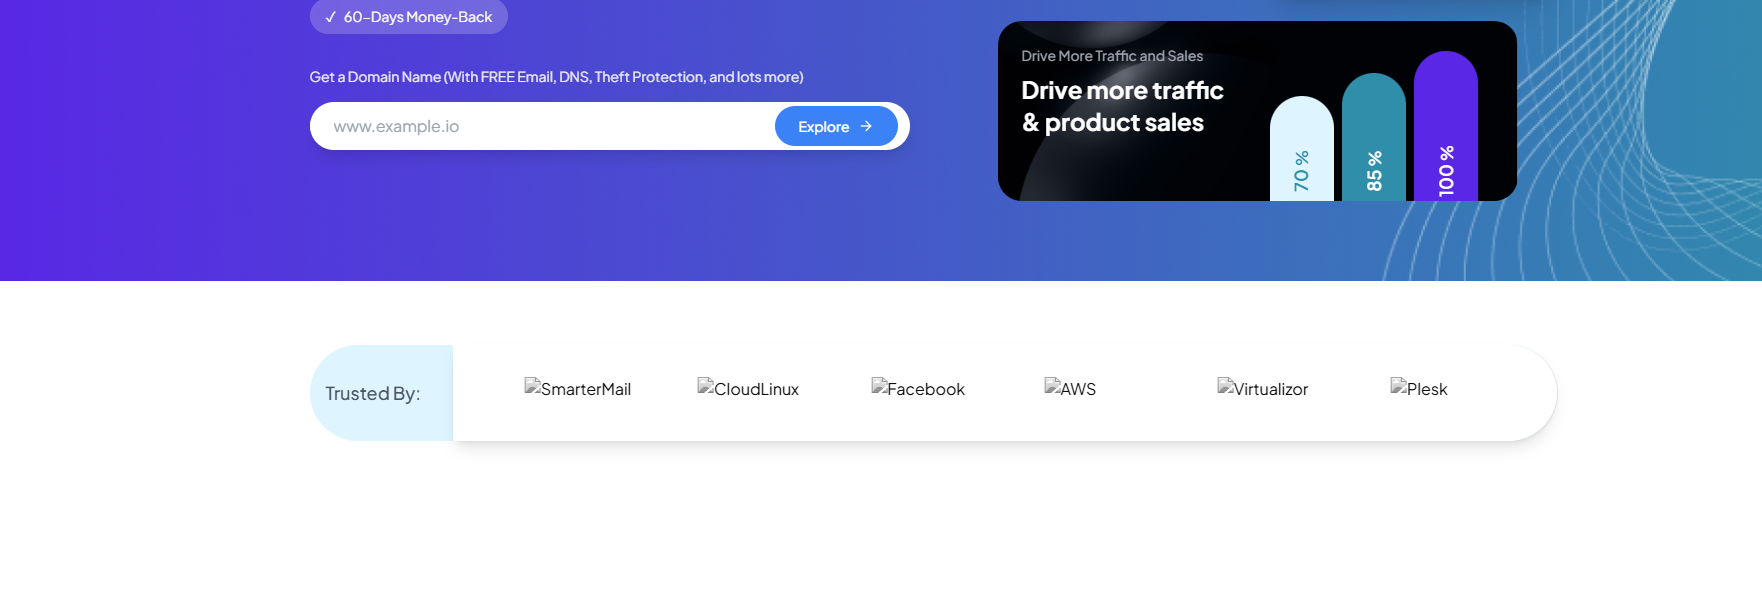 ✓ 60-Days Money-Back
Get a Domain Name (With FREE Email, DNS, Theft Protection, and lots more)
www.example.io
Explore →
Drive More Traffic and Sales
Drive more traffic
& product sales
70 %
85 %
100 %
Trusted By:
SmarterMail
CloudLinux
Facebook
AWS
Virtualizor
Plesk